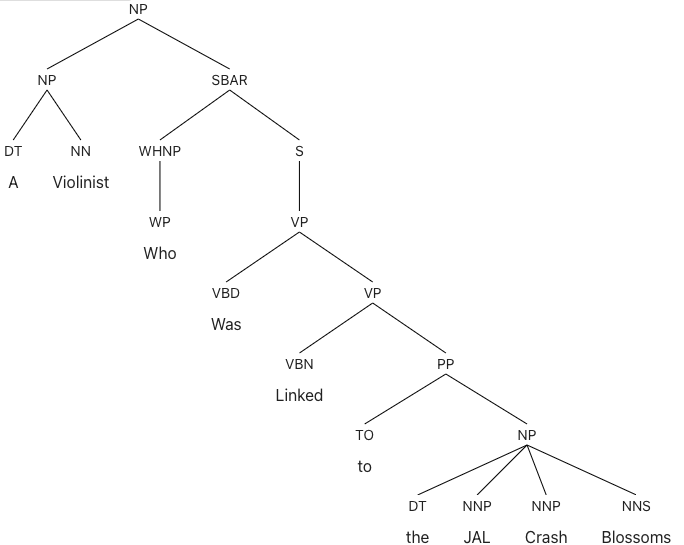 NP
NP SBAR
DT NN WHNP S
A Violinist
WP VP
Who
VBD VP
Was
VBN PP
Linked
TO NP
to
DT NNP NNP NNS
the JAL Crash Blossoms